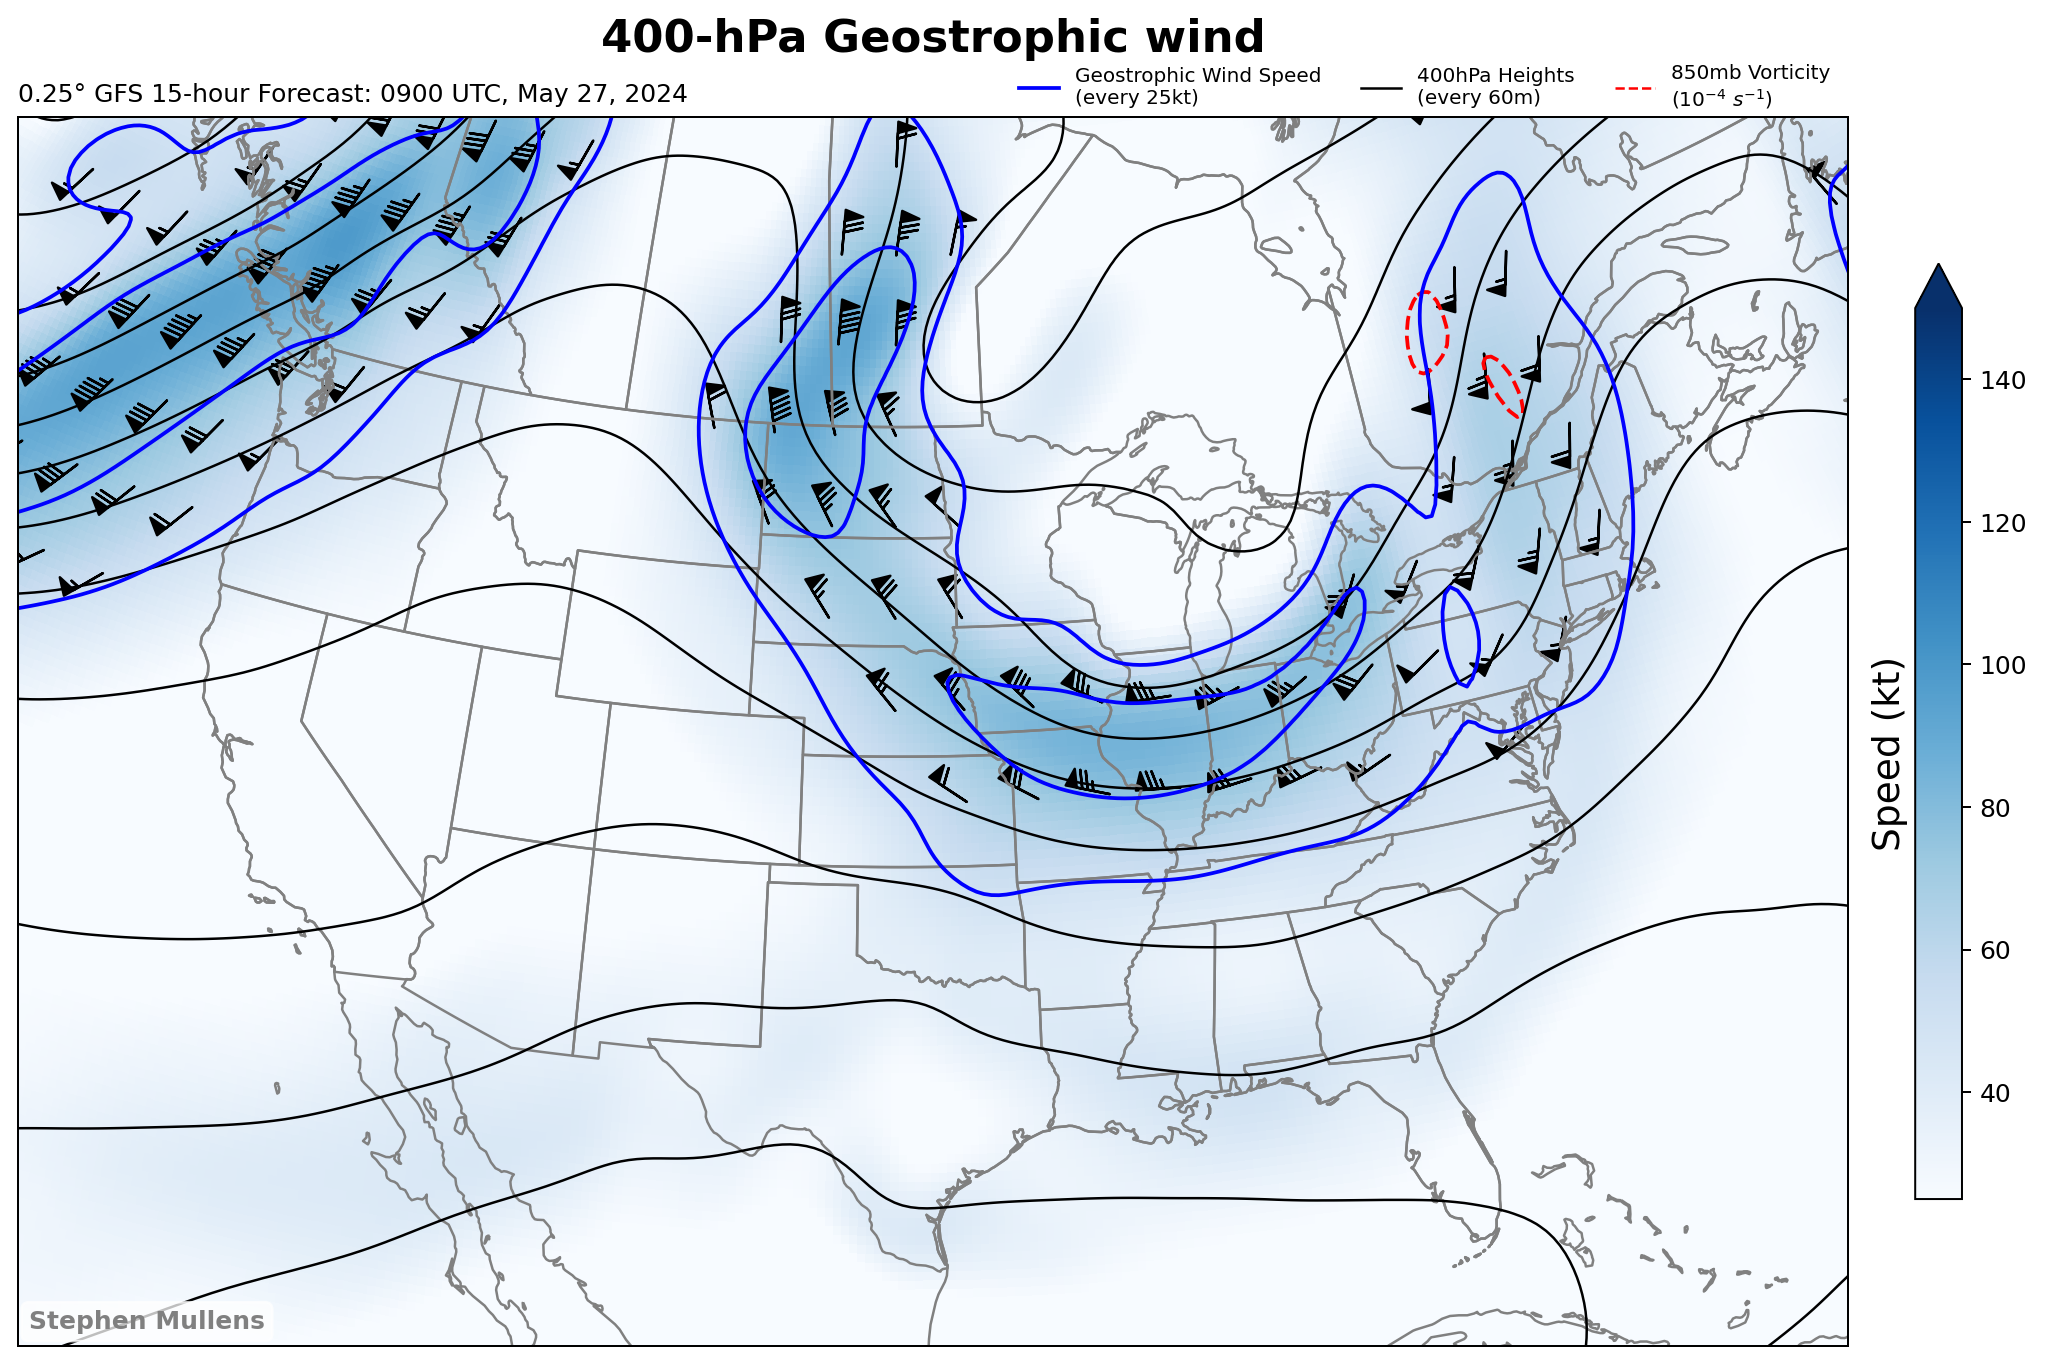 400-hPa Geostrophic wind
0.25° GFS 15-hour Forecast: 0900 UTC, May 27, 2024
Geostrophic Wind Speed
(every 25kt)
400hPa Heights
(every 60m)
850mb Vorticity
(10⁻⁴ s⁻¹)
140
120
100
80
60
40
Speed (kt)
Stephen Mullens